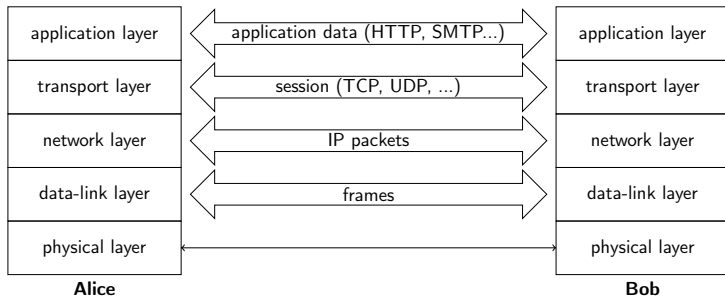 application layer application data (HTTP, SMTP...) application layer
transport layer session (TCP, UDP, ...) transport layer
network layer IP packets network layer
data-link layer frames data-link layer
physical layer physical layer
Alice Bob